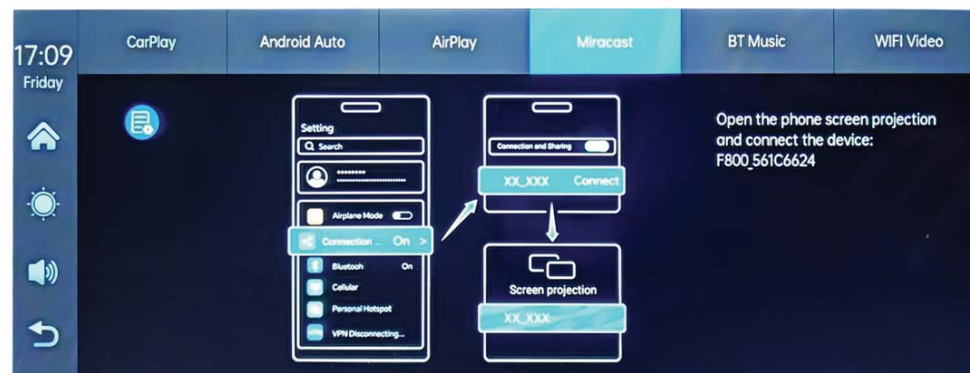 17:09
Friday
CarPlay
Android Auto
AirPlay
Miracast
BT Music
WIFI Video
Setting
Search
Airplane Mode
Connection ... On >
Bluetooh On
Cellular
Personal Hotspot
VPN Disconnecting...
Connection and Sharing
XX_XXX Connect
Screen projection
XX_XXX
Open the phone screen projection
and connect the device:
F800_561C6624